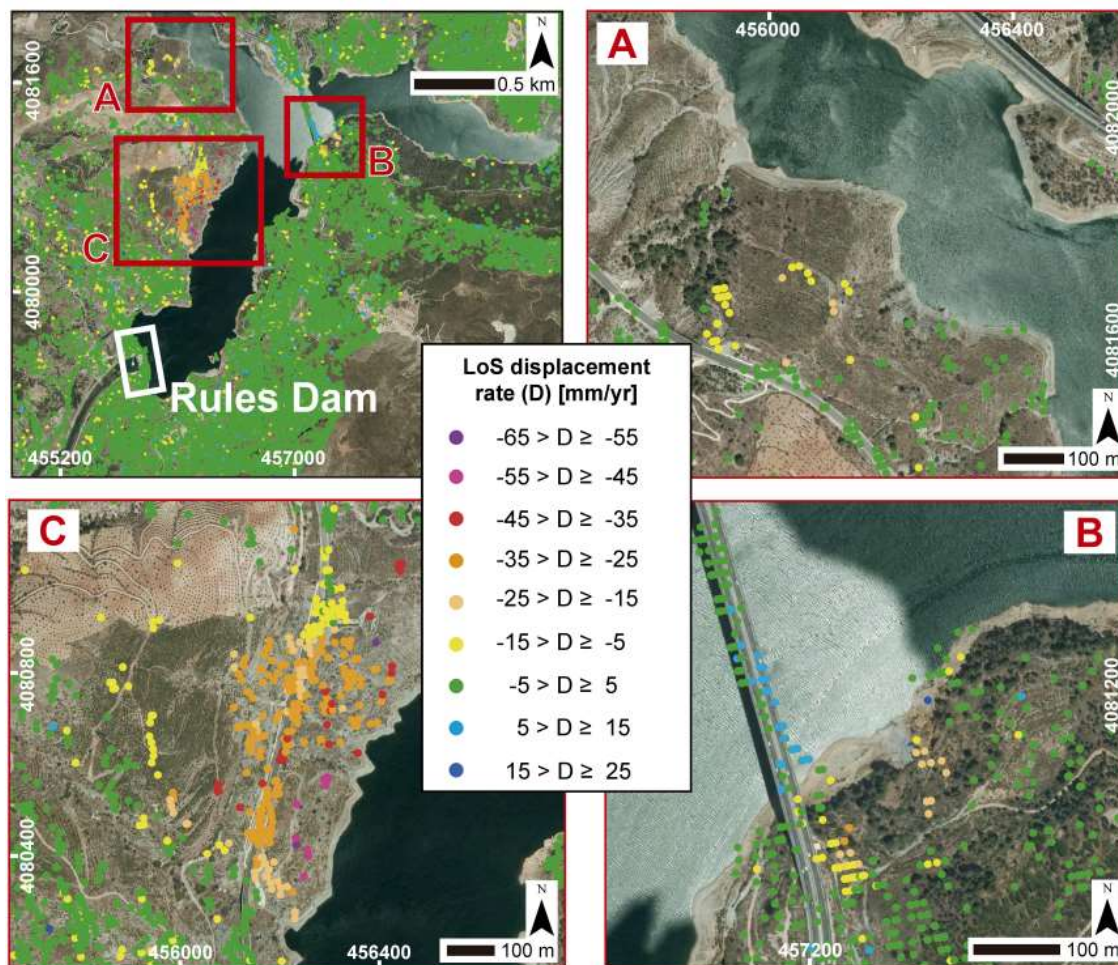 N
0.5 km
4081600
4080000
A
B
C
Rules Dam
455200
457000
A
456000
456400
4082000
4081600
N
100 m
LoS displacement
rate (D) [mm/yr]
-65 > D ≥ -55
-55 > D ≥ -45
-45 > D ≥ -35
-35 > D ≥ -25
-25 > D ≥ -15
-15 > D ≥ -5
-5 > D ≥ 5
5 > D ≥ 15
15 > D ≥ 25
C
4080800
4080400
456000
456400
N
100 m
B
4081200
457200
N
100 m